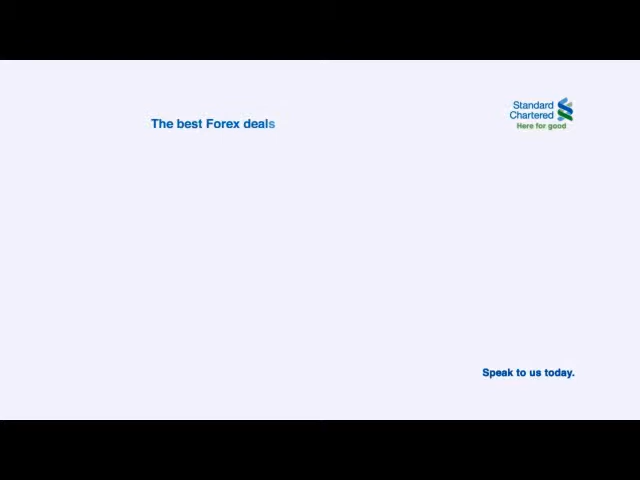 The best Forex deals
Standard
Chartered
Here for good
Speak to us today.